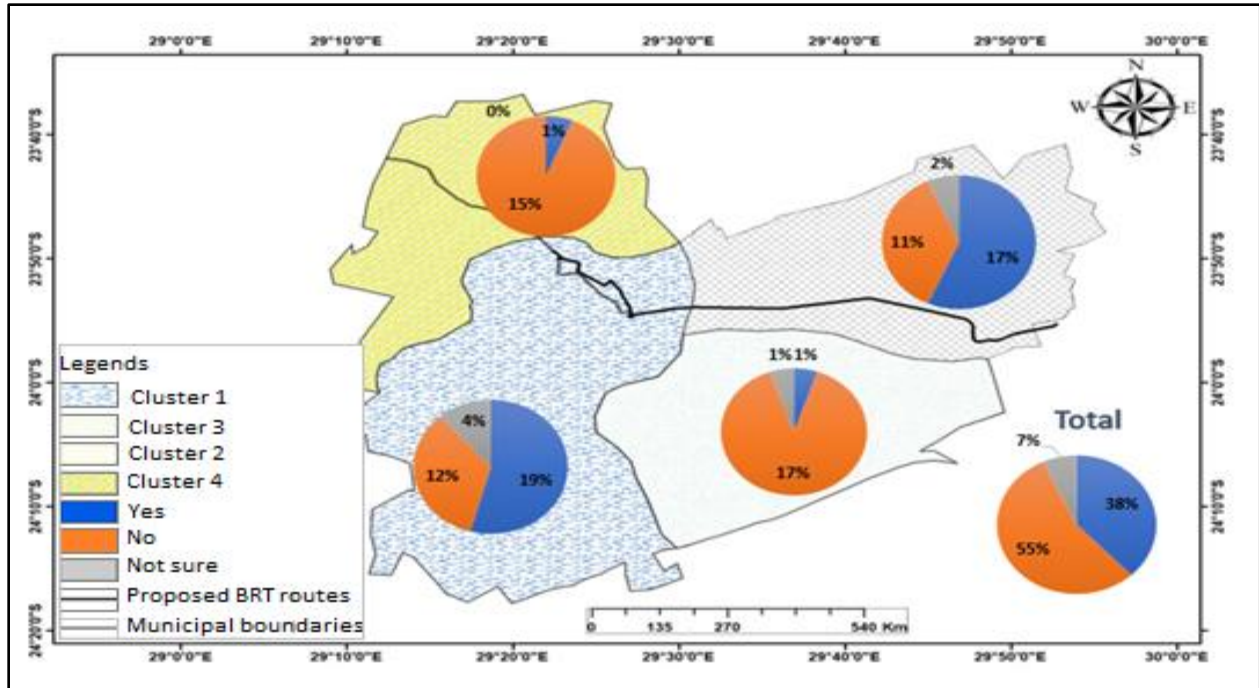 29°0'0"E 29°10'0"E 29°20'0"E 29°30'0"E 29°40'0"E 29°50'0"E 30°0'0"E
N
W E
S
23°40'0"S 23°40'0"S
0%
1%
15%
2%
11%
17%
23°50'0"S 23°50'0"S
24°0'0"S 24°0'0"S
1% 1%
17%
4%
12% 19%
Total
7%
38%
55%
Legends
Cluster 1
Cluster 3
Cluster 2
Cluster 4
Yes
No
Not sure
Proposed BRT routes
Municipal boundaries
24°10'0"S 24°10'0"S
24°20'0"S
0 135 270 540 Km
29°0'0"E 29°10'0"E 29°20'0"E 29°30'0"E 29°40'0"E 29°50'0"E 30°0'0"E